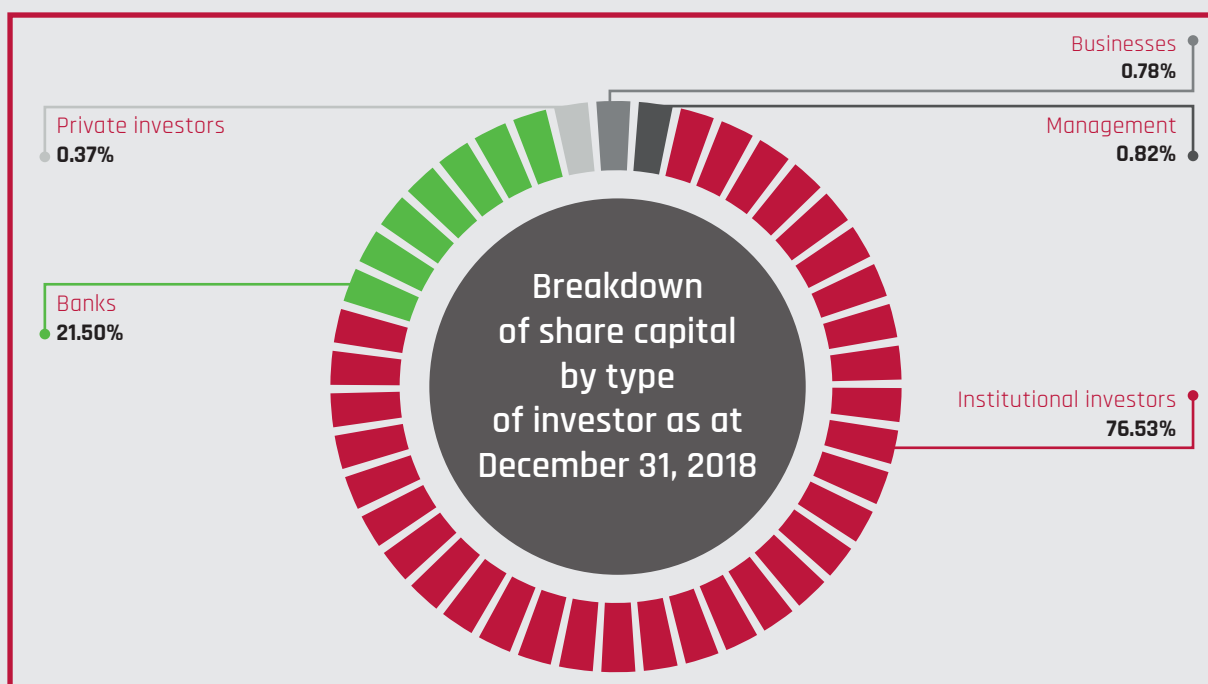 Businesses
0.78%
Private investors
0.37%
Management
0.82%
Banks
21.50%
Breakdown
of share capital
by type
of investor as at
December 31, 2018
Institutional investors
76.53%